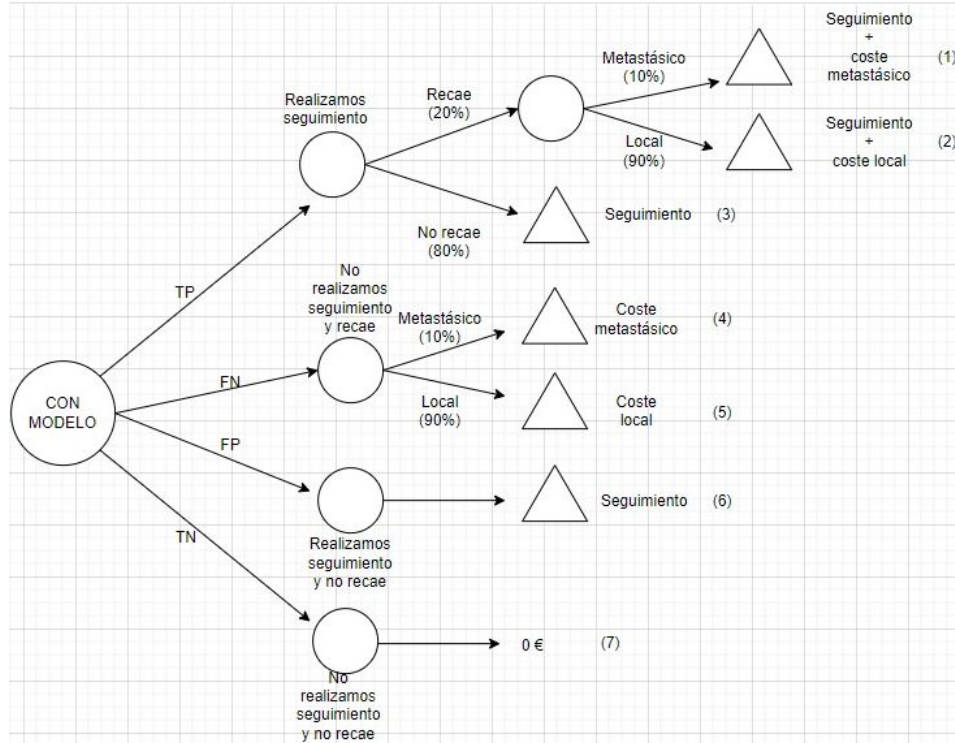 Seguimiento
+
coste
metastásico
(1)
Metastásico
(10%)
Realizamos
seguimiento
Recae
(20%)
Local
(90%)
Seguimiento
+
coste local
(2)
No recae
(80%)
Seguimiento
(3)
TP
No
realizamos
seguimiento
y recae
Metastásico
(10%)
Coste
metastásico
(4)
CON
MODELO
FN
Local
(90%)
Coste
local
(5)
FP
Seguimiento
(6)
TN
Realizamos
seguimiento
y no recae
0 €
(7)
No
realizamos
seguimiento
y no recae